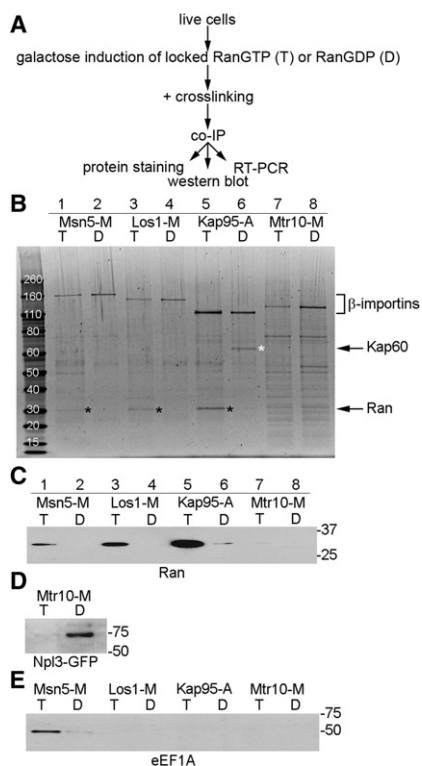 A
live cells
galactose induction of locked RanGTP (T) or RanGDP (D)
+ crosslinking
co-IP
protein staining
RT-PCR
western blot
B
1 2 3 4 5 6 7 8
Msn5-M Los1-M Kap95-A Mtr10-M
T D T D T D T D
260
160
110
80
60
50
40
30
20
15
β-importins
Kap60
Ran
*
* * *
C
1 2 3 4 5 6 7 8
Msn5-M Los1-M Kap95-A Mtr10-M
T D T D T D T D
-37
-25
Ran
D
Mtr10-M
T D
-75
-50
Npl3-GFP
E
Msn5-M Los1-M Kap95-A Mtr10-M
T D T D T D T D
-75
-50
eEF1A